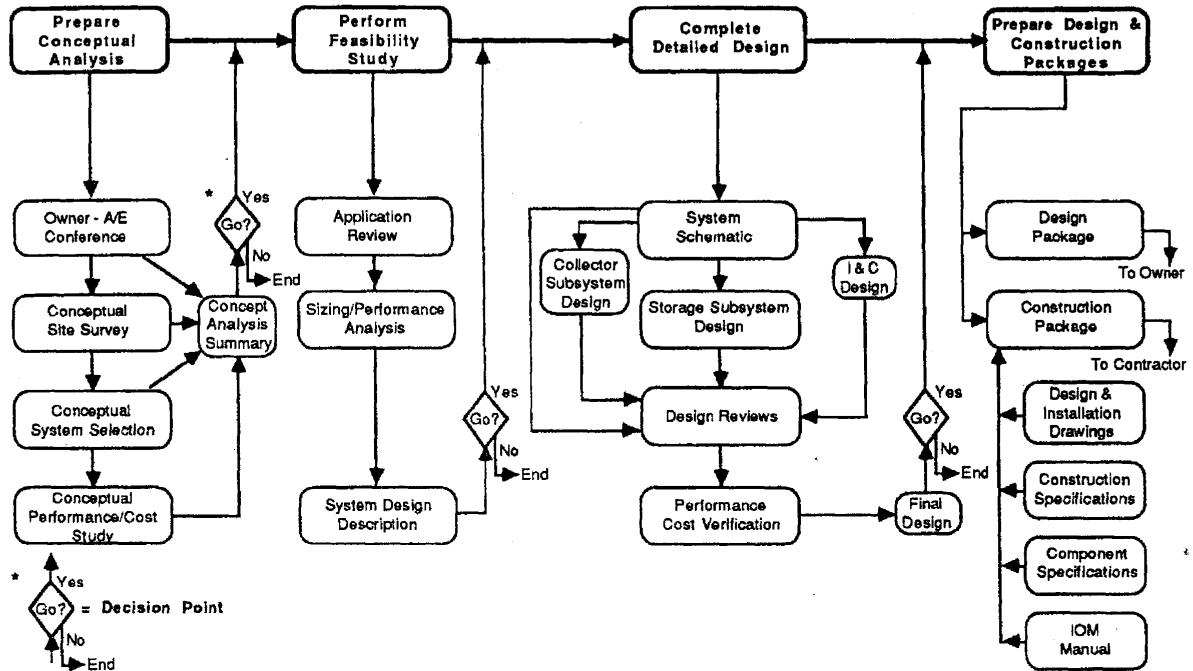 Prepare
Conceptual
Analysis
Perform
Feasibility
Study
Complete
Detailed Design
Prepare Design &
Construction
Packages
Owner - A/E
Conference
Conceptual
Site Survey
Conceptual
System Selection
Conceptual
Performance/Cost
Study
*
Yes
Go?
No
End
Concept
Analysis
Summary
Application
Review
Sizing/Performance
Analysis
System Design
Description
Yes
Go?
No
End
System
Schematic
Collector
Subsystem
Design
I & C
Design
Storage Subsystem
Design
Design Reviews
Performance
Cost Verification
Final
Design
Yes
Go?
No
End
Design
Package
To Owner
Construction
Package
To Contractor
Design &
Installation
Drawings
Construction
Specifications
Component
Specifications
IOM
Manual
*
Yes
Go? = Decision Point
No
End